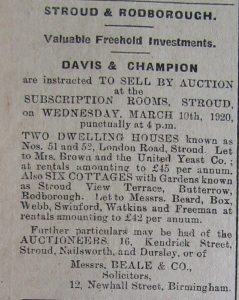 STROUD & RODBOROUGH.
Valuable Freehold Investments.
DAVIS & CHAMPION
are instructed TO SELL BY AUCTION
at the
SUBSCRIPTION ROOMS, STROUD,
on WEDNESDAY, MARCH 10th, 1920,
punctually at 4 p.m.
TWO DWELLING HOUSES known as
Nos. 51 and 52, London Road, Stroud. Let
to Mrs. Brown and the United Yeast Co.;
at rentals amounting to £45 per annum.
Also SIX COTTAGES with Gardens known
as Stroud View Terrace, Butterrow,
Rodborough. Let to Messrs. Beard, Box,
Webb, Swinford, Watkins and Freeman at
rentals amounting to £42 per annum.
Further particulars may be had of the
AUCTIONEERS, 16, Kendrick Street,
Stroud, Nailsworth, and Dursley, or of
Messrs. BEALE & CO.,
Solicitors,
12, Newhall Street, Birmingham.